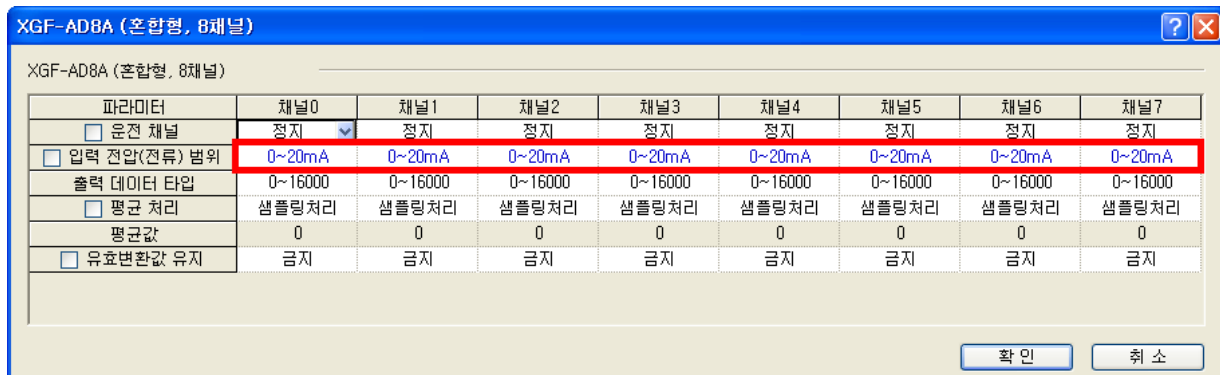 XGF-AD8A (혼합형, 8채널)
XGF-AD8A (혼합형, 8채널)
파라미터 채널0 채널1 채널2 채널3 채널4 채널5 채널6 채널7
운전 채널 정지 정지 정지 정지 정지 정지 정지 정지
입력 전압(전류) 범위 0~20mA 0~20mA 0~20mA 0~20mA 0~20mA 0~20mA 0~20mA 0~20mA
출력 데이터 타입 0~16000 0~16000 0~16000 0~16000 0~16000 0~16000 0~16000 0~16000
평균 처리 샘플링처리 샘플링처리 샘플링처리 샘플링처리 샘플링처리 샘플링처리 샘플링처리 샘플링처리
평균값 0 0 0 0 0 0 0 0
유효변환값 유지 금지 금지 금지 금지 금지 금지 금지 금지
확인 취소